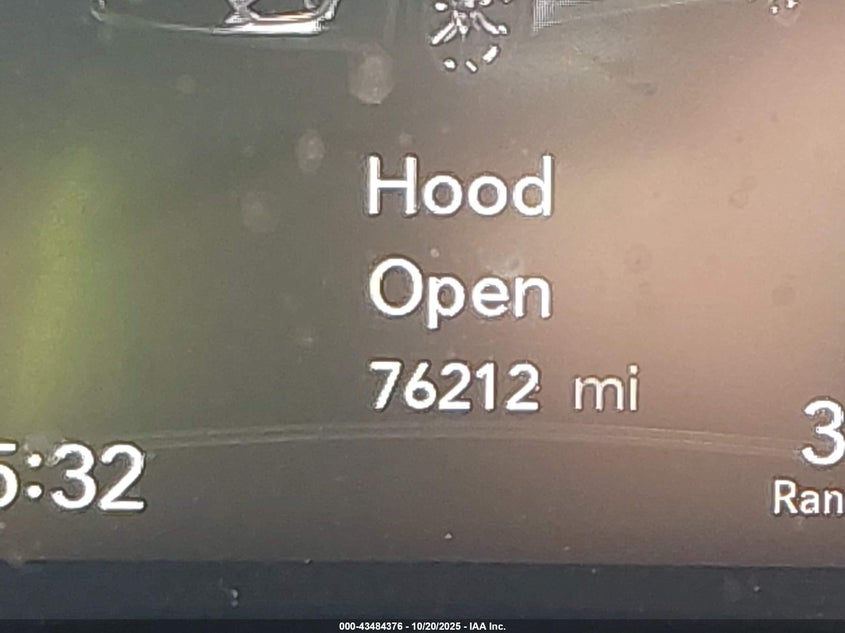 Hood
Open
76212 mi
5:32
3
Ran
000-43484376 - 10/20/2025 - IAA Inc.